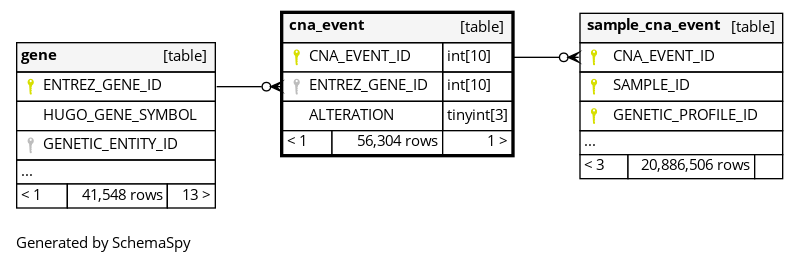 gene [table]
ENTREZ_GENE_ID
HUGO_GENE_SYMBOL
GENETIC_ENTITY_ID
...
< 1 41,548 rows 13 >
cna_event [table]
CNA_EVENT_ID int[10]
ENTREZ_GENE_ID int[10]
ALTERATION tinyint[3]
< 1 56,304 rows 1 >
sample_cna_event [table]
CNA_EVENT_ID
SAMPLE_ID
GENETIC_PROFILE_ID
...
< 3 20,886,506 rows
Generated by SchemaSpy